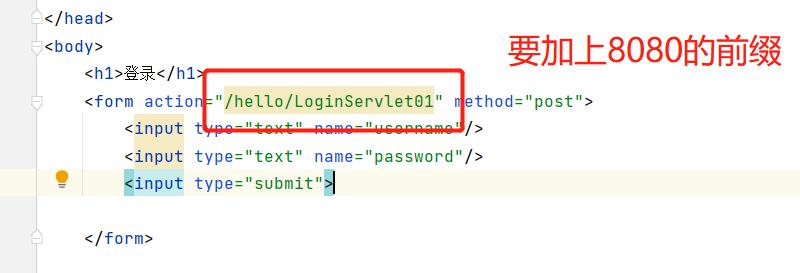 </head>
要加上8080的前缀
<body>
<h1>登录</h1>
<form action="/hello/LoginServlet01" method="post">
<input type="text" name="username"/>
<input type="text" name="password"/>
<input type="submit">
</form>